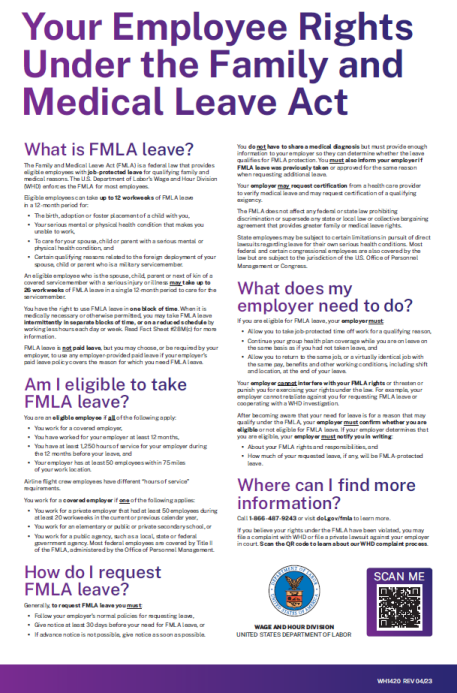 Your Employee Rights
Under the Family and
Medical Leave Act
What is FMLA leave?
The Family and Medical Leave Act (FMLA) is a federal law that provides
eligible employees with job-protected leave for qualifying family and
medical reasons. The U.S. Department of Labor's Wage and Hour Division
(WHD) enforces the FMLA for most employees.
Eligible employees can take up to 12 workweeks of FMLA leave
in a 12-month period for:
• The birth, adoption or foster placement of a child with you,
• Your serious mental or physical health condition that makes you
unable to work,
• To care for your spouse, child or parent with a serious mental or
physical health condition, and
• Certain qualifying reasons related to the foreign deployment of your
spouse, child or parent who is a military servicemember.
An eligible employee who is the spouse, child, parent or next of kin of a
covered servicemember with a serious injury or illness may take up to
26 workweeks of FMLA leave in a single 12-month period to care for the
servicemember.
You have the right to use FMLA leave in one block of time. When it is
medically necessary or otherwise permitted, you may take FMLA leave
intermittently in separate blocks of time, or on a reduced schedule by
working less hours each day or week. Read Fact Sheet #28M(c) for more
information.
FMLA leave is not paid leave, but you may choose, or be required by your
employer, to use any employer-provided paid leave if your employer's
paid leave policy covers the reason for which you need FMLA leave.
Am I eligible to take
FMLA leave?
You are an eligible employee if all of the following apply:
• You work for a covered employer,
• You have worked for your employer at least 12 months,
• You have at least 1,250 hours of service for your employer during
the 12 months before your leave, and
• Your employer has at least 50 employees within 75 miles
of your work location.
Airline flight crew employees have different "hours of service"
requirements.
You work for a covered employer if one of the following applies:
• You work for a private employer that had at least 50 employees during
at least 20 workweeks in the current or previous calendar year,
• You work for an elementary or public or private secondary school, or
• You work for a public agency, such as a local, state or federal
government agency. Most federal employees are covered by Title II
of the FMLA, administered by the Office of Personnel Management.
How do I request
FMLA leave?
Generally, to request FMLA leave you must:
• Follow your employer's normal policies for requesting leave,
• Give notice at least 30 days before your need for FMLA leave, or
• If advance notice is not possible, give notice as soon as possible.
You do not have to share a medical diagnosis but must provide enough
information to your employer so they can determine whether the leave
qualifies for FMLA protection. You must also inform your employer if
FMLA leave was previously taken or approved for the same reason
when requesting additional leave.
Your employer may request certification from a health care provider
to verify medical leave and may request certification of a qualifying
exigency.
The FMLA does not affect any federal or state law prohibiting
discrimination or supersede any state or local law or collective bargaining
agreement that provides greater family or medical leave rights.
State employees may be subject to certain limitations in pursuit of direct
lawsuits regarding leave for their own serious health conditions. Most
federal and certain congressional employees are also covered by the
law but are subject to the jurisdiction of the U.S. Office of Personnel
Management or Congress.
What does my
employer need to do?
If you are eligible for FMLA leave, your employer must:
• Allow you to take job-protected time off work for a qualifying reason,
• Continue your group health plan coverage while you are on leave on
the same basis as if you had not taken leave, and
• Allow you to return to the same job, or a virtually identical job with
the same pay, benefits and other working conditions, including shift
and location, at the end of your leave.
Your employer cannot interfere with your FMLA rights or threaten or
punish you for exercising your rights under the law. For example, your
employer cannot retaliate against you for requesting FMLA leave or
cooperating with a WHD investigation.
After becoming aware that your need for leave is for a reason that may
qualify under the FMLA, your employer must confirm whether you are
eligible or not eligible for FMLA leave. If your employer determines that
you are eligible, your employer must notify you in writing:
• About your FMLA rights and responsibilities, and
• How much of your requested leave, if any, will be FMLA-protected
leave.
Where can I find more
information?
Call 1-866-487-9243 or visit dol.gov/fmla to learn more.
If you believe your rights under the FMLA have been violated, you may
file a complaint with WHD or file a private lawsuit against your employer
in court. Scan the QR code to learn about our WHD complaint process.
SCAN ME
WAGE AND HOUR DIVISION
UNITED STATES DEPARTMENT OF LABOR
WH1420 REV 04/23